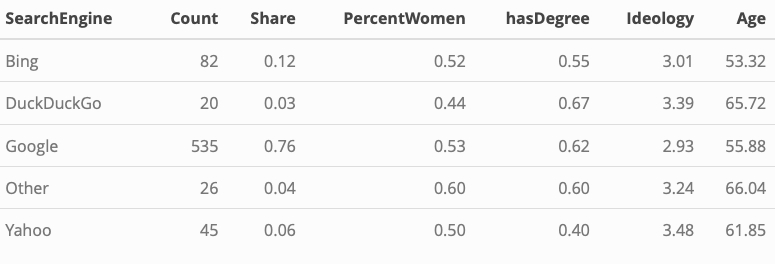 SearchEngine Count Share PercentWomen hasDegree Ideology Age
Bing 82 0.12 0.52 0.55 3.01 53.32
DuckDuckGo 20 0.03 0.44 0.67 3.39 65.72
Google 535 0.76 0.53 0.62 2.93 55.88
Other 26 0.04 0.60 0.60 3.24 66.04
Yahoo 45 0.06 0.50 0.40 3.48 61.85